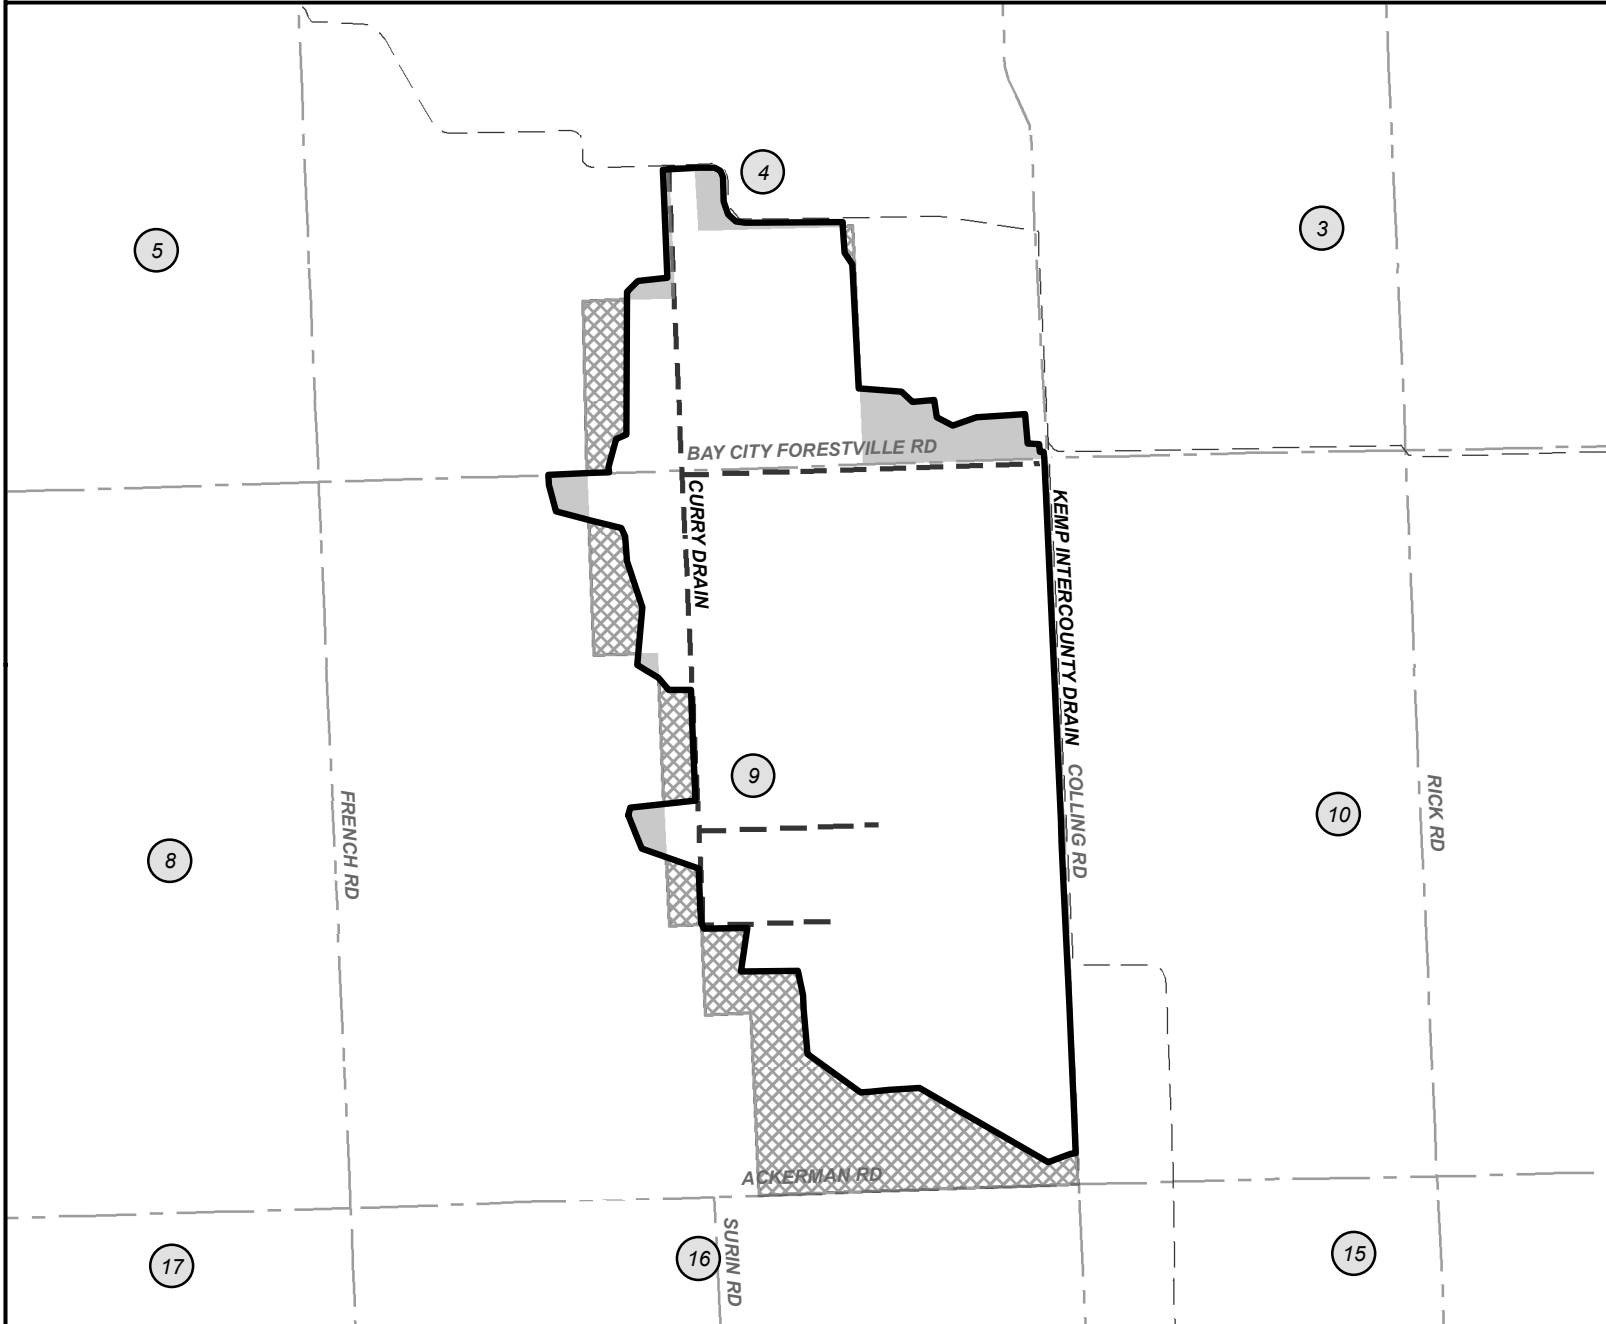 4
3
5
BAY CITY FORESTVILLE RD
CURRY DRAIN
KEMP INTERCOUNTY DRAIN
9
COLLING RD
RICK RD
10
FRENCH RD
8
ACKERMAN RD
SURIN RD
17
16
15